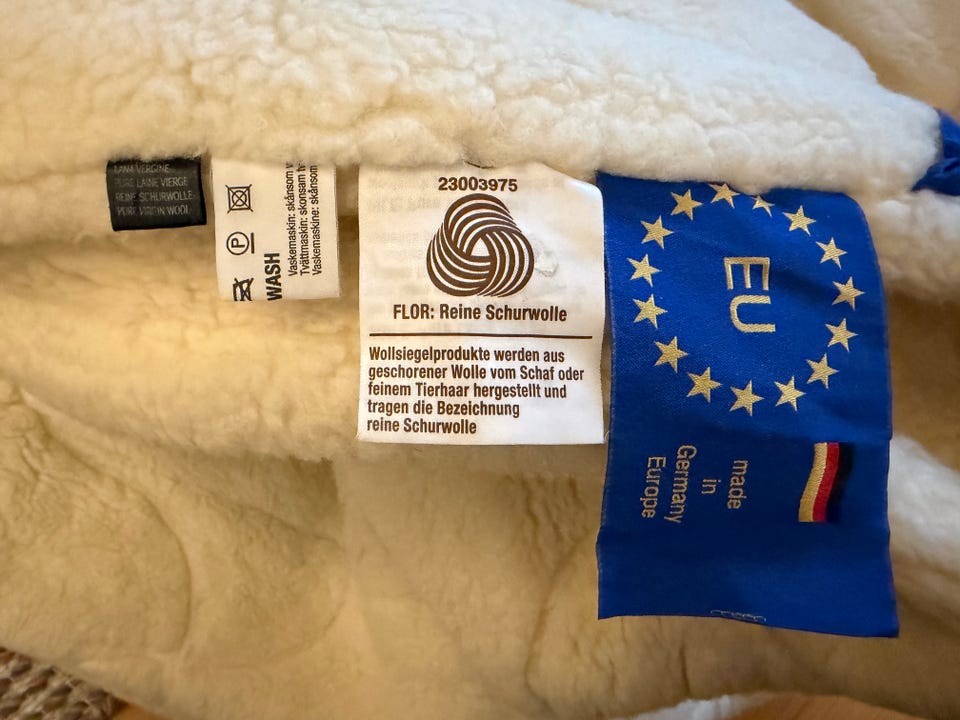 LANA VERGINE
PURE LAINE VIERGE
REINE SCHURWOLLE
PURE VIRGIN WOOL
P
WASH
Vaskemaskin: skånsom
Tvättmaskin: skonsam
Vaskemaskine: skånsom
23003975
FLOR: Reine Schurwolle
Wollsiegelprodukte werden aus
geschorener Wolle vom Schaf oder
feinem Tierhaar hergestellt und
tragen die Bezeichnung
reine Schurwolle
EU
made
in
Germany
Europe